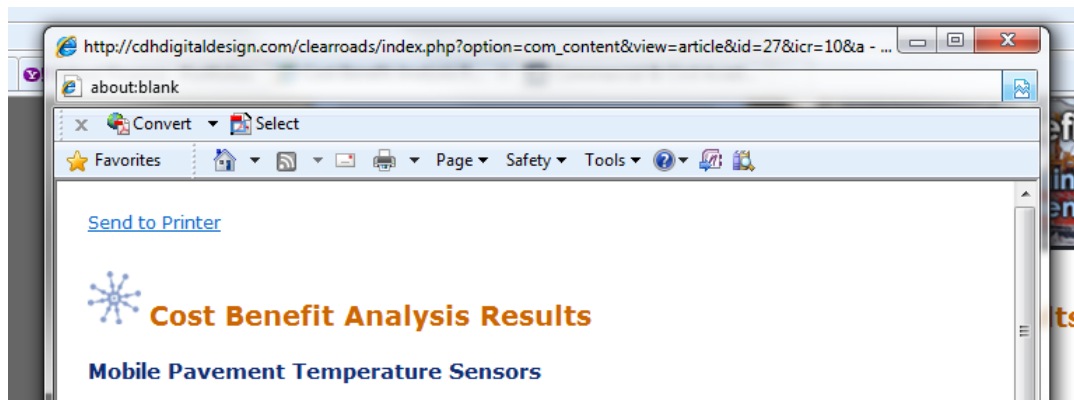 http://cdhdigitaldesign.com/clearroads/index.php?option=com_content&view=article&id=27&icr=10&a - ...
about:blank
x Convert Select
Favorites Page Safety Tools
Send to Printer
Cost Benefit Analysis Results
Mobile Pavement Temperature Sensors